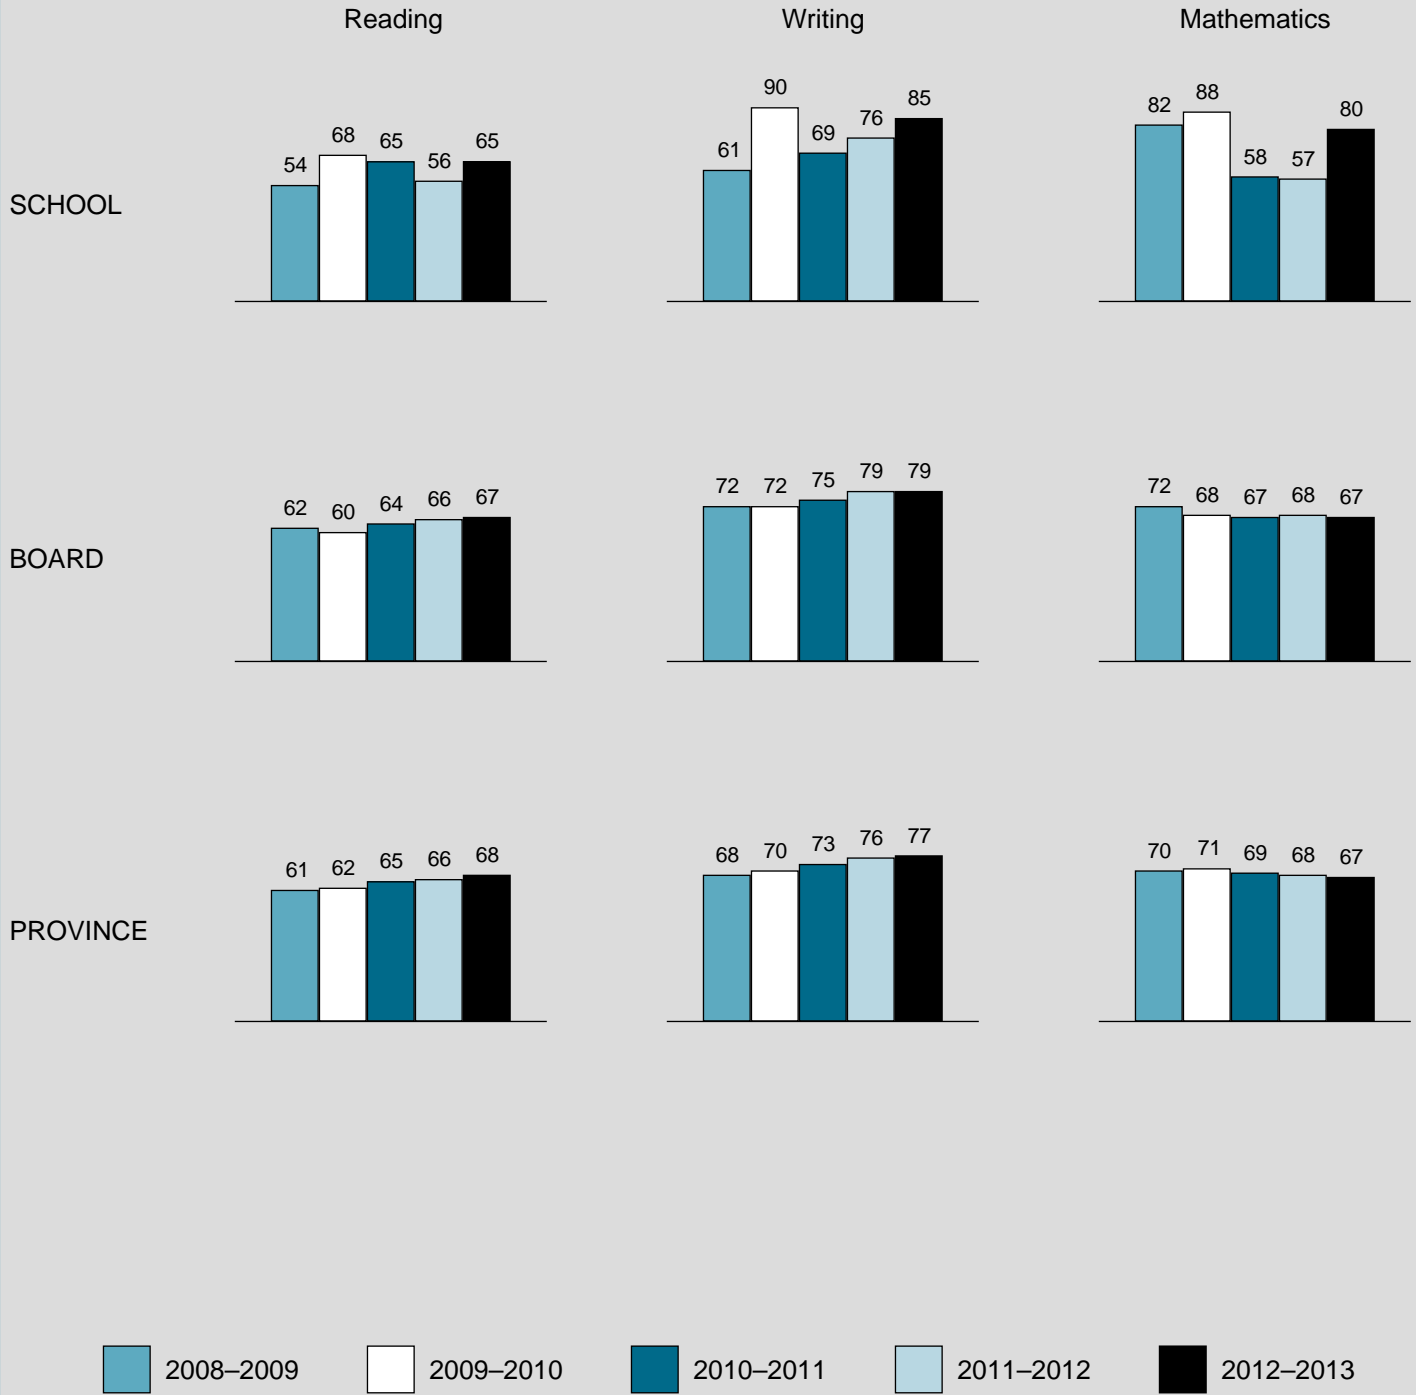 Reading Writing Mathematics
SCHOOL
54 68 65 56 65
61 90 69 76 85
82 88 58 57 80
BOARD
62 60 64 66 67
72 72 75 79 79
72 68 67 68 67
PROVINCE
61 62 65 66 68
68 70 73 76 77
70 71 69 68 67
2008–2009 2009–2010 2010–2011 2011–2012 2012–2013